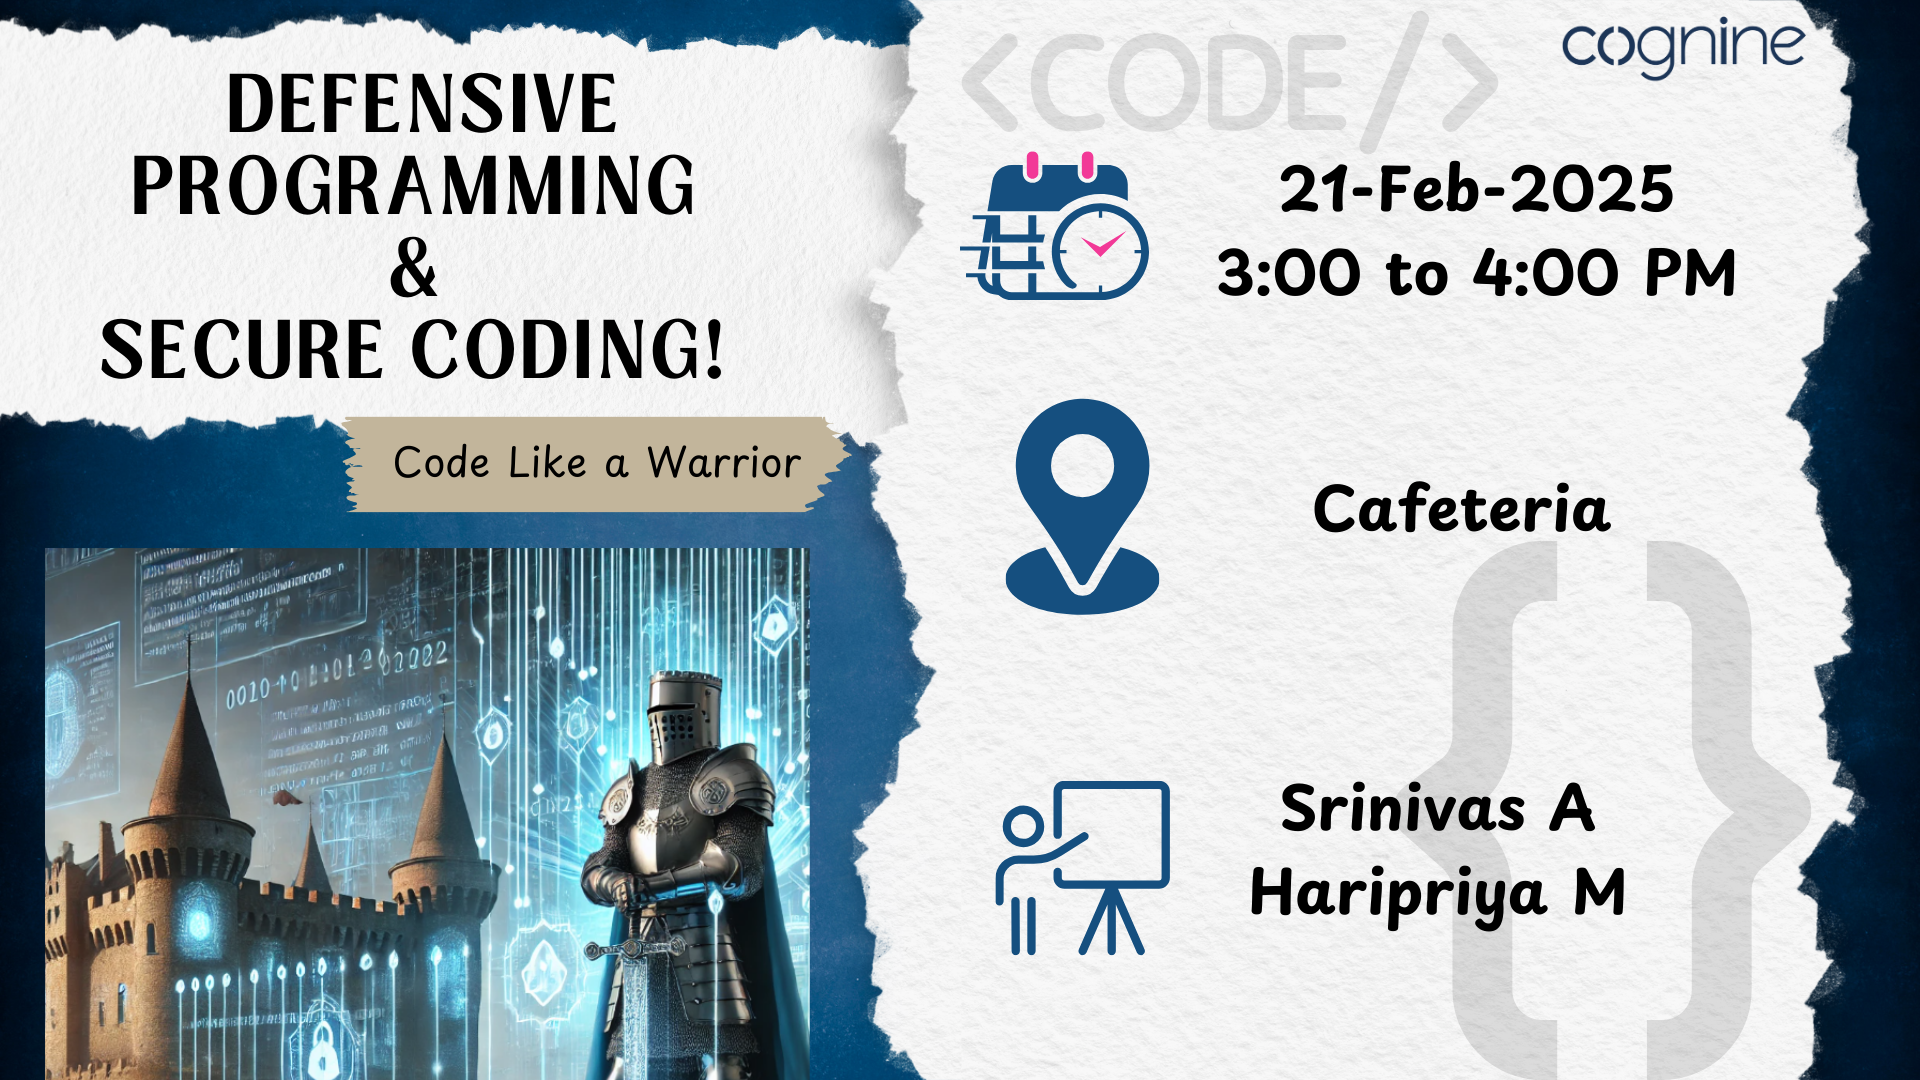 DEFENSIVE
PROGRAMMING
&
SECURE CODING!
Code Like a Warrior
<CODE/>
cognine
21-Feb-2025
3:00 to 4:00 PM
Cafeteria
Srinivas A
Haripriya M
{}